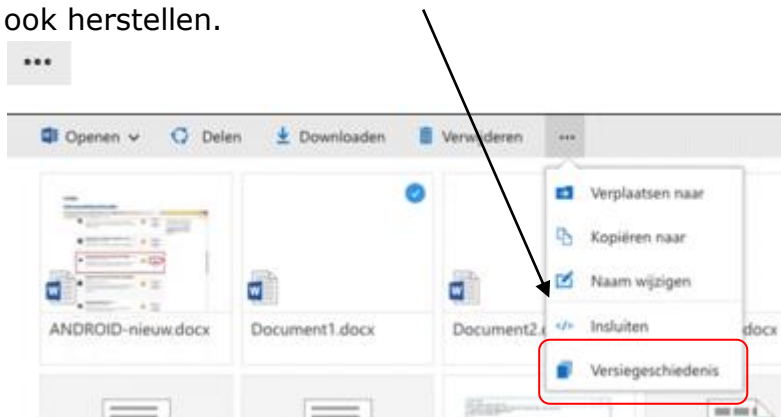 ook herstellen.
•••
Openen Delen Downloaden Verwijderen •••
Verplaatsen naar
Kopiëren naar
Naam wijzigen
Insluiten
Versiegeschiedenis
ANDROID-nieuw.docx Document1.docx Document2.d docx